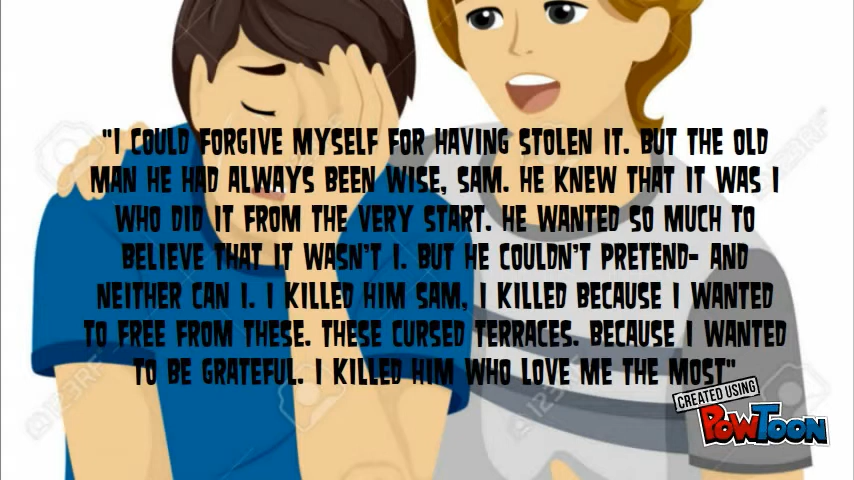 "I COULD FORGIVE MYSELF FOR HAVING STOLEN IT. BUT THE OLD
MAN HE HAD ALWAYS BEEN WISE, SAM. HE KNEW THAT IT WAS I
WHO DID IT FROM THE VERY START. HE WANTED SO MUCH TO
BELIEVE THAT IT WASN'T I. BUT HE COULDN'T PRETEND- AND
NEITHER CAN I. I KILLED HIM SAM, I KILLED BECAUSE I WANTED
TO FREE FROM THESE. THESE CURSED TERRACES. BECAUSE I WANTED
TO BE GRATEFUL. I KILLED HIM WHO LOVE ME THE MOST"
CREATED USING
POWTOON
123RF
123RF
123RF